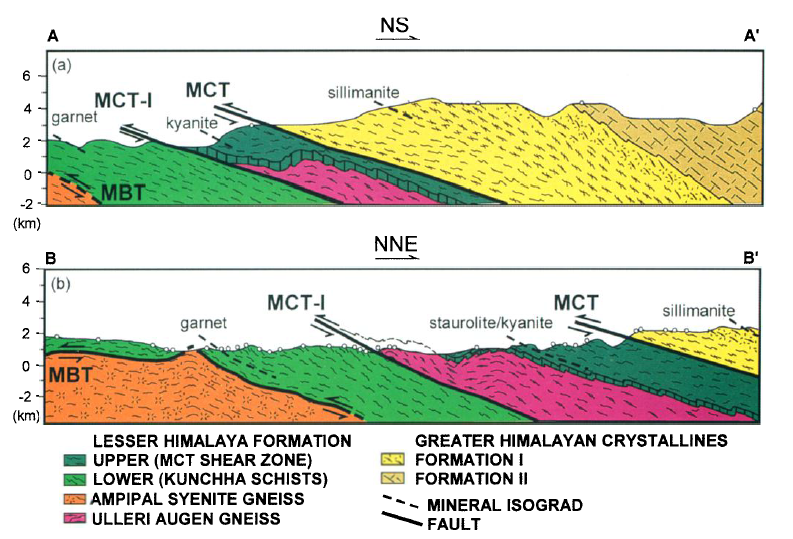 A NS A'
(a)
6
4
2
0
-2
(km)
garnet
MCT-I
MCT
kyanite
sillimanite
MBT
B NNE B'
(b)
6
4
2
0
-2
(km)
MCT-I
garnet
staurolite/kyanite
MCT
sillimanite
MBT
LESSER HIMALAYA FORMATION
UPPER (MCT SHEAR ZONE)
LOWER (KUNCHHA SCHISTS)
AMPIPAL SYENITE GNEISS
ULLERI AUGEN GNEISS
GREATER HIMALAYAN CRYSTALLINES
FORMATION I
FORMATION II
MINERAL ISOGRAD
FAULT